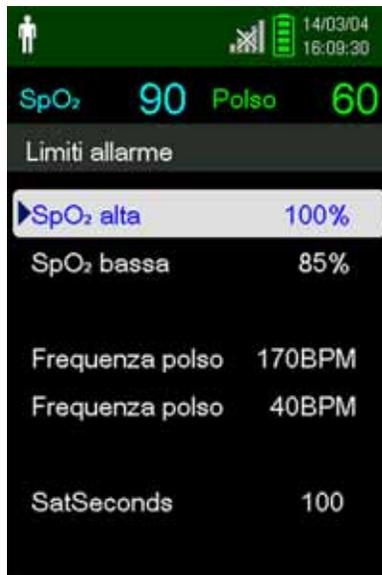 14/03/04
16:09:30
SpO₂ 90 Polso 60
Limiti allarme
SpO₂ alta 100%
SpO₂ bassa 85%
Frequenza polso 170BPM
Frequenza polso 40BPM
SatSeconds 100